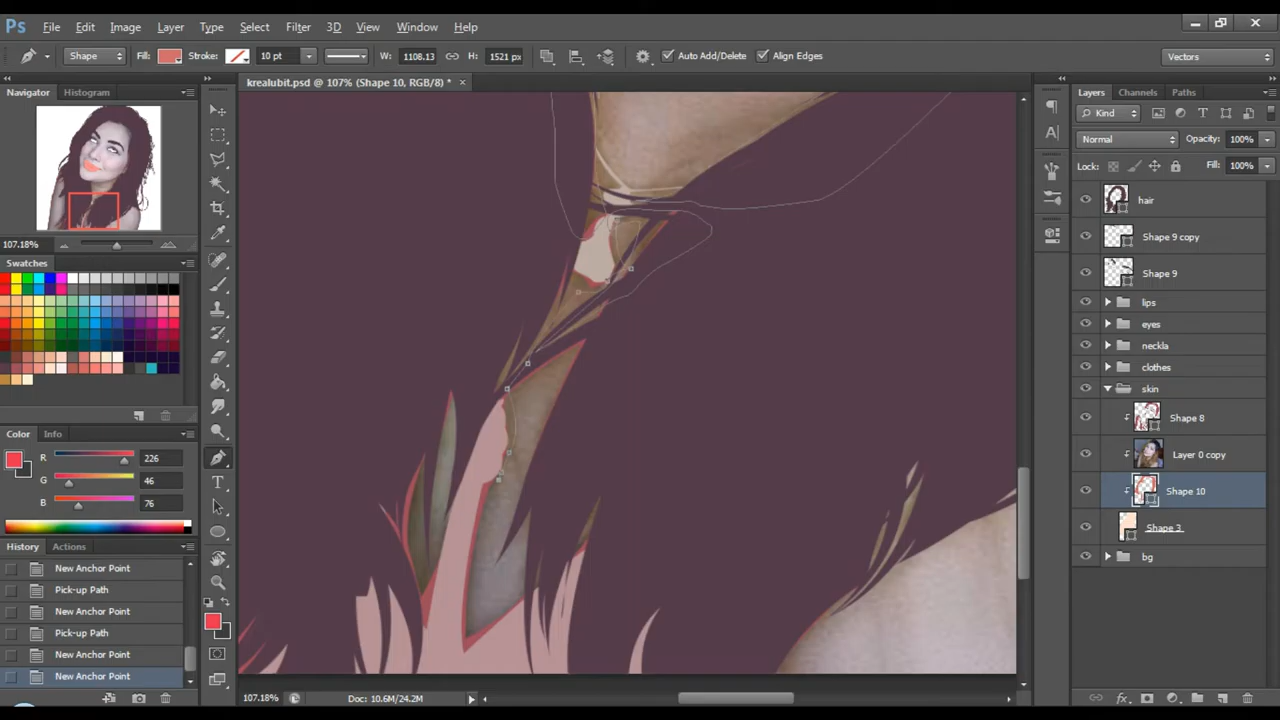 Ps File Edit Image Layer Type Select Filter 3D View Window Help
Shape Fill: Stroke: 10 pt W: 1108.13 H: 1521 px Auto Add/Delete Align Edges Vectors
Navigator Histogram
krealubit.psd @ 107% (Shape 10, RGB/8) * ×
107.18%
Swatches
Color Info
R 226
G 46
B 76
History Actions
New Anchor Point
Pick-up Path
New Anchor Point
Pick-up Path
New Anchor Point
New Anchor Point
107.18% Doc: 10.6M/24.2M
Layers Channels Paths
Kind
Normal Opacity: 100%
Lock: Fill: 100%
hair
Shape 9 copy
Shape 9
lips
eyes
neckla
clothes
skin
Shape 8
Layer 0 copy
Shape 10
Shape 3
bg